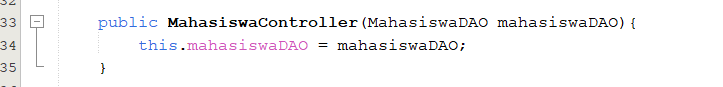 33 public MahasiswaController(MahasiswaDAO mahasiswaDAO){
34 this.mahasiswaDAO = mahasiswaDAO;
35 }